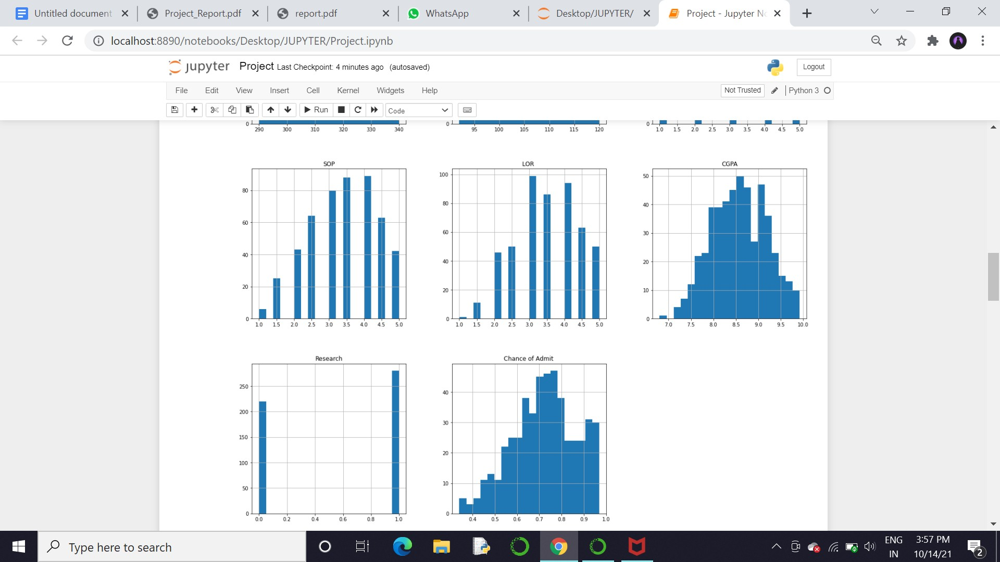 Untitled document
Project_Report.pdf
report.pdf
WhatsApp
Desktop/JUPYTER/
Project - Jupyter No
localhost:8890/notebooks/Desktop/JUPYTER/Project.ipynb
jupyter Project Last Checkpoint: 4 minutes ago (autosaved)
Logout
File Edit View Insert Cell Kernel Widgets Help
Not Trusted
Python 3
Run
Code
0
290 300 310 320 330 340
0
95 100 105 110 115 120
0
1.0 1.5 2.0 2.5 3.0 3.5 4.0 4.5 5.0
SOP
80
60
40
20
0
1.0 1.5 2.0 2.5 3.0 3.5 4.0 4.5 5.0
LOR
100
80
60
40
20
0
1.0 1.5 2.0 2.5 3.0 3.5 4.0 4.5 5.0
CGPA
50
40
30
20
10
0
7.0 7.5 8.0 8.5 9.0 9.5 10.0
Research
250
200
150
100
50
0
0.0 0.2 0.4 0.6 0.8 1.0
Chance of Admit
40
30
20
10
0
0.4 0.5 0.6 0.7 0.8 0.9 1.0
Type here to search
ENG
IN
3:57 PM
10/14/21
2